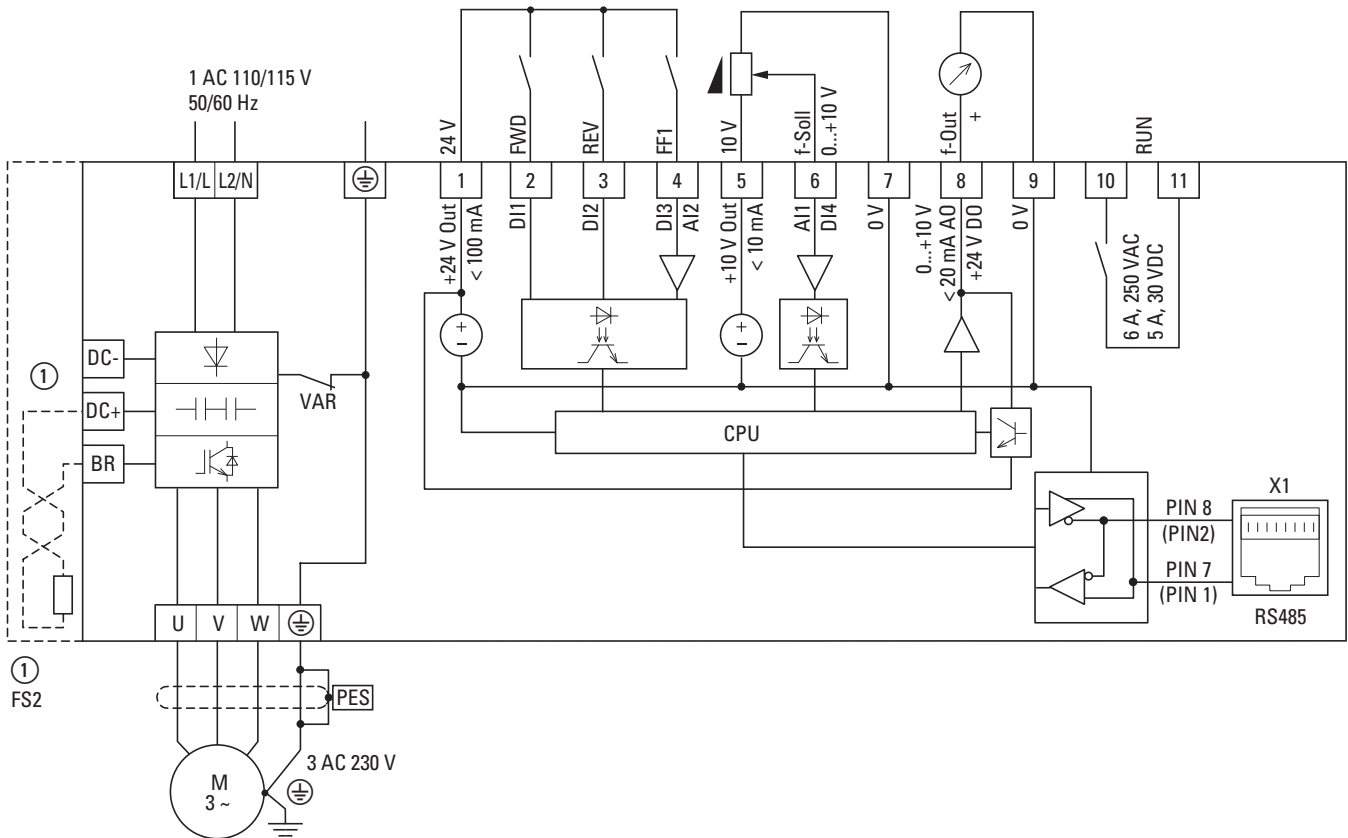 1 AC 110/115 V
50/60 Hz
24 V
FWD
REV
FF1
10 V
f-Soll
0...+10 V
f-Out
+
RUN
L1/L
L2/N
1
2
3
4
5
6
7
8
9
10
11
+24 V Out
< 100 mA
DI1
DI2
DI3
AI2
+10 V Out
< 10 mA
AI1
DI4
0 V
0...+10 V
< 20 mA AO
+24 V DO
0 V
6 A, 250 VAC
5 A, 30 VDC
+
-
+
-
DC-
①
VAR
DC+
CPU
BR
X1
PIN 8
(PIN2)
PIN 7
(PIN 1)
RS485
U
V
W
①
FS2
PES
3 AC 230 V
M
3 ~